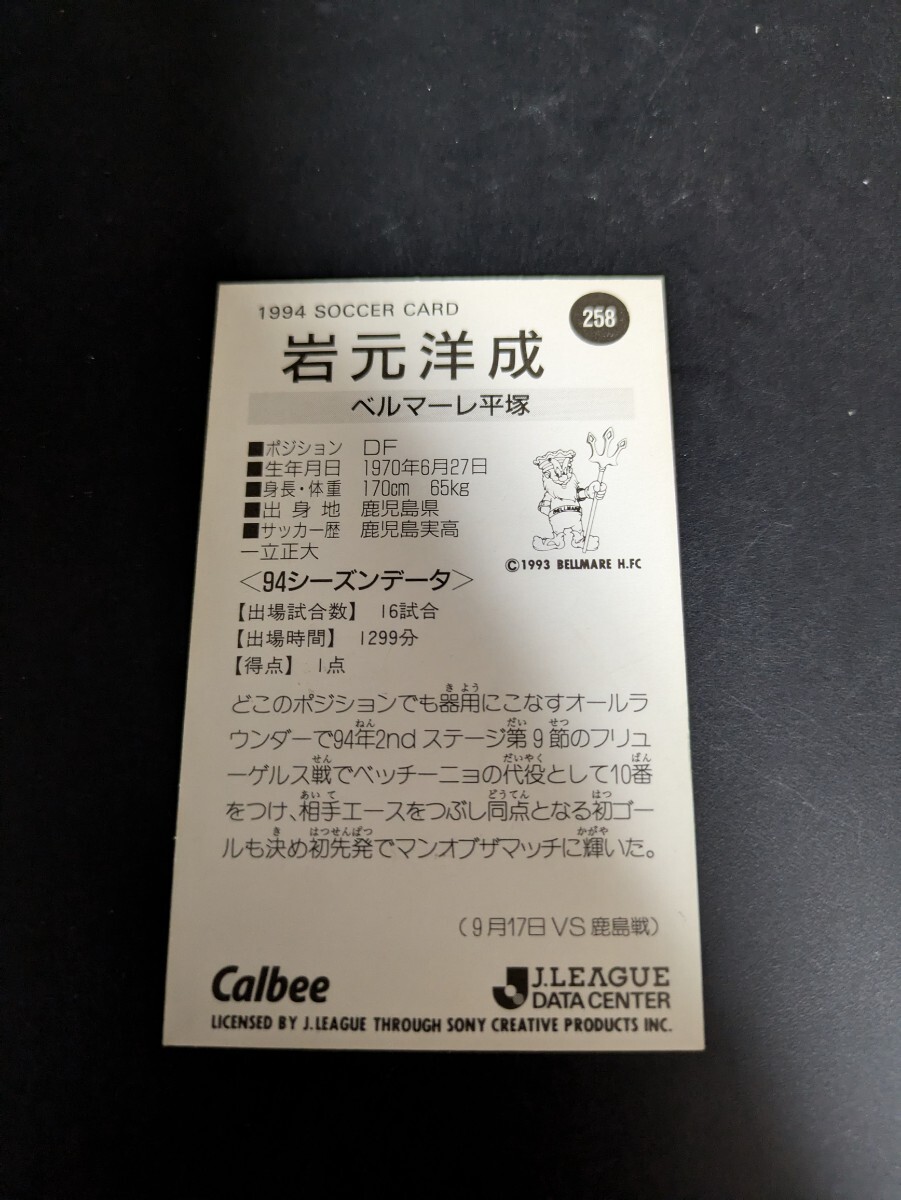 1994 SOCCER CARD
258
岩元洋成
ベルマーレ平塚
■ポジション DF
■生年月日 1970年6月27日
■身長・体重 170cm 65kg
■出身地 鹿児島県
■サッカー歴 鹿児島実高
―立正大
BELLMARE
©1993 BELLMARE H.FC
＜94シーズンデータ＞
【出場試合数】 16試合
【出場時間】 1299分
【得点】 1点
どこのポジションでも器用にこなすオールラ
ウンダーで94年2nd ステージ第9節のフリュ
ーゲルス戦でベッチーニョの代役として10番
をつけ、相手エースをつぶし同点となる初ゴー
ルも決め初先発でマンオブザマッチに輝いた。
(9月17日 VS 鹿島戦)
Calbee
J.LEAGUE
DATA CENTER
LICENSED BY J.LEAGUE THROUGH SONY CREATIVE PRODUCTS INC.